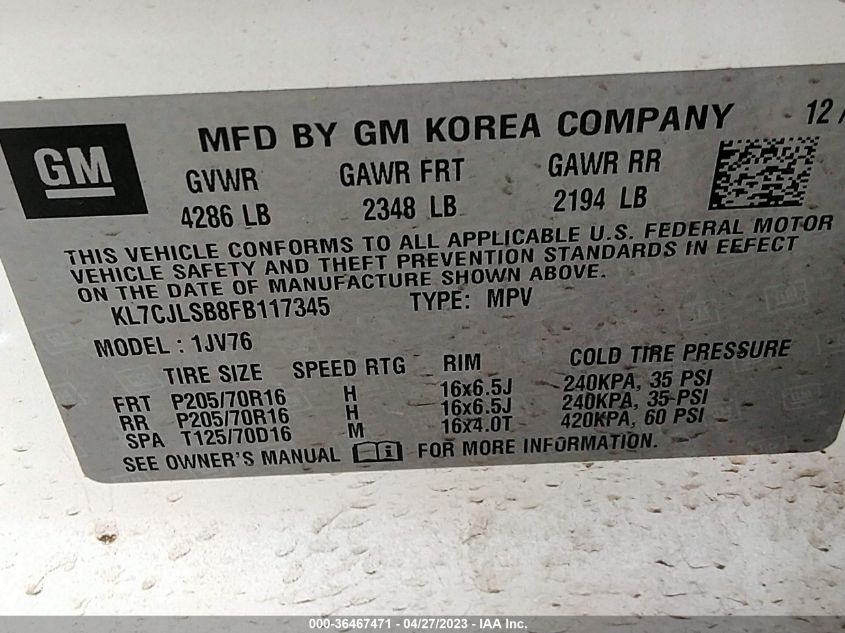 GM
MFD BY GM KOREA COMPANY 12 /
GVWR GAWR FRT GAWR RR
4286 LB 2348 LB 2194 LB
THIS VEHICLE CONFORMS TO ALL APPLICABLE U.S. FEDERAL MOTOR
VEHICLE SAFETY AND THEFT PREVENTION STANDARDS IN EFFECT
ON THE DATE OF MANUFACTURE SHOWN ABOVE.
KL7CJLSB8FB117345 TYPE: MPV
MODEL : 1JV76
TIRE SIZE SPEED RTG RIM COLD TIRE PRESSURE
FRT P205/70R16 H 16x6.5J 240KPA, 35 PSI
RR P205/70R16 H 16x6.5J 240KPA, 35 PSI
SPA T125/70D16 M 16x4.0T 420KPA, 60 PSI
SEE OWNER'S MANUAL i FOR MORE INFORMATION.
000-36467471 - 04/27/2023 - IAA Inc.